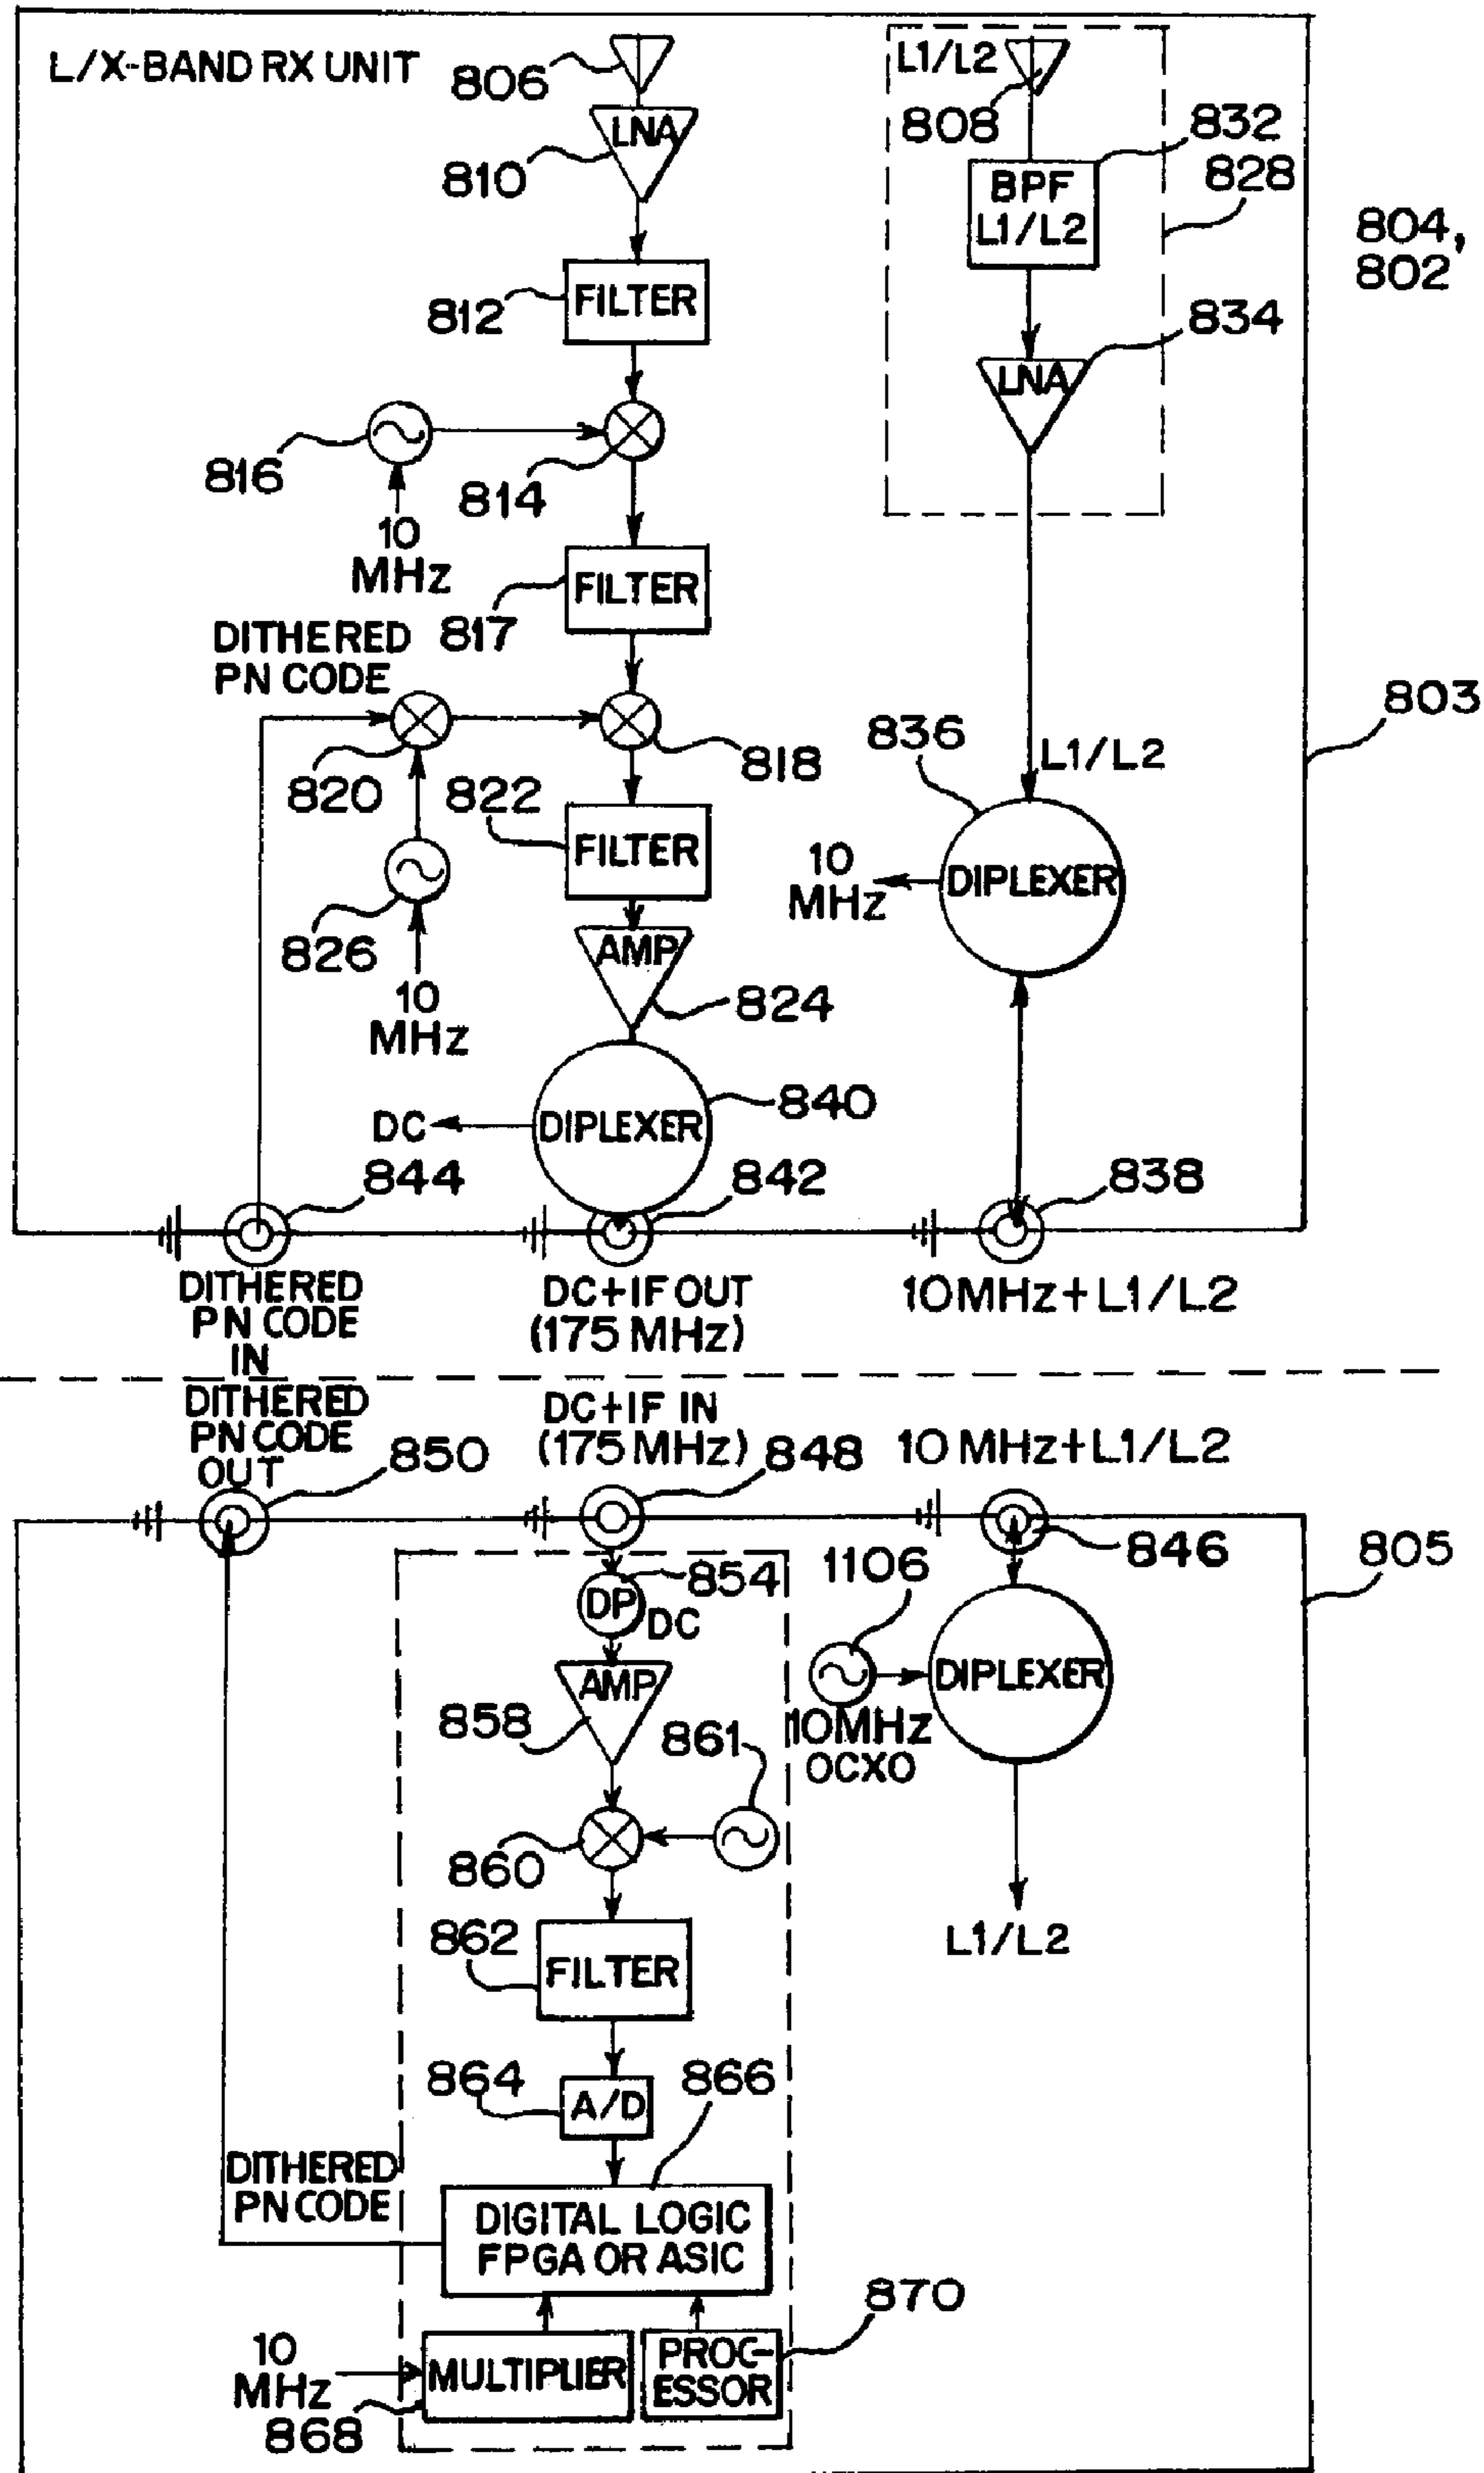 L/X-BAND RX UNIT
806
LNA
810
L1/L2
808
832
BPF
L1/L2
828
804,
802
FILTER
812
834
LNA
816
814
10
MHz
FILTER
817
DITHERED
PN CODE
803
818
820
822
836
L1/L2
FILTER
10
MHz
DIPLEXER
826
AMP
824
10
MHz
840
DC
DIPLEXER
844
842
838
DITHERED
PN CODE
IN
DC+IF OUT
(175 MHz)
10MHz+L1/L2
DITHERED
PN CODE
OUT
850
DC+IF IN
(175 MHz)
848
10 MHz+L1/L2
846
805
1106
854
DP
DC
AMP
DIPLEXER
858
861
10MHz
OCXO
860
862
FILTER
L1/L2
864
A/D
866
DITHERED
PN CODE
DIGITAL LOGIC
FPGA OR ASIC
870
10
MHz
MULTIPLIER
PROC-
ESSOR
868